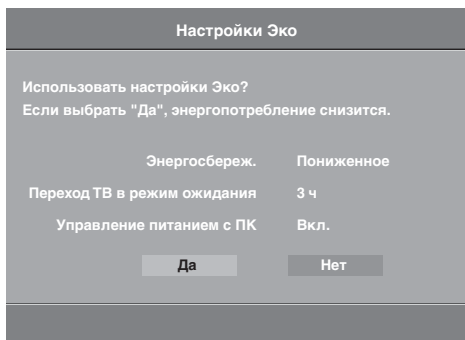 Настройки Эко
Использовать настройки Эко?
Если выбрать "Да", энергопотребление снизится.
Энергосбереж. Пониженное
Переход ТВ в режим ожидания 3 ч
Управление питанием с ПК Вкл.
Да Нет